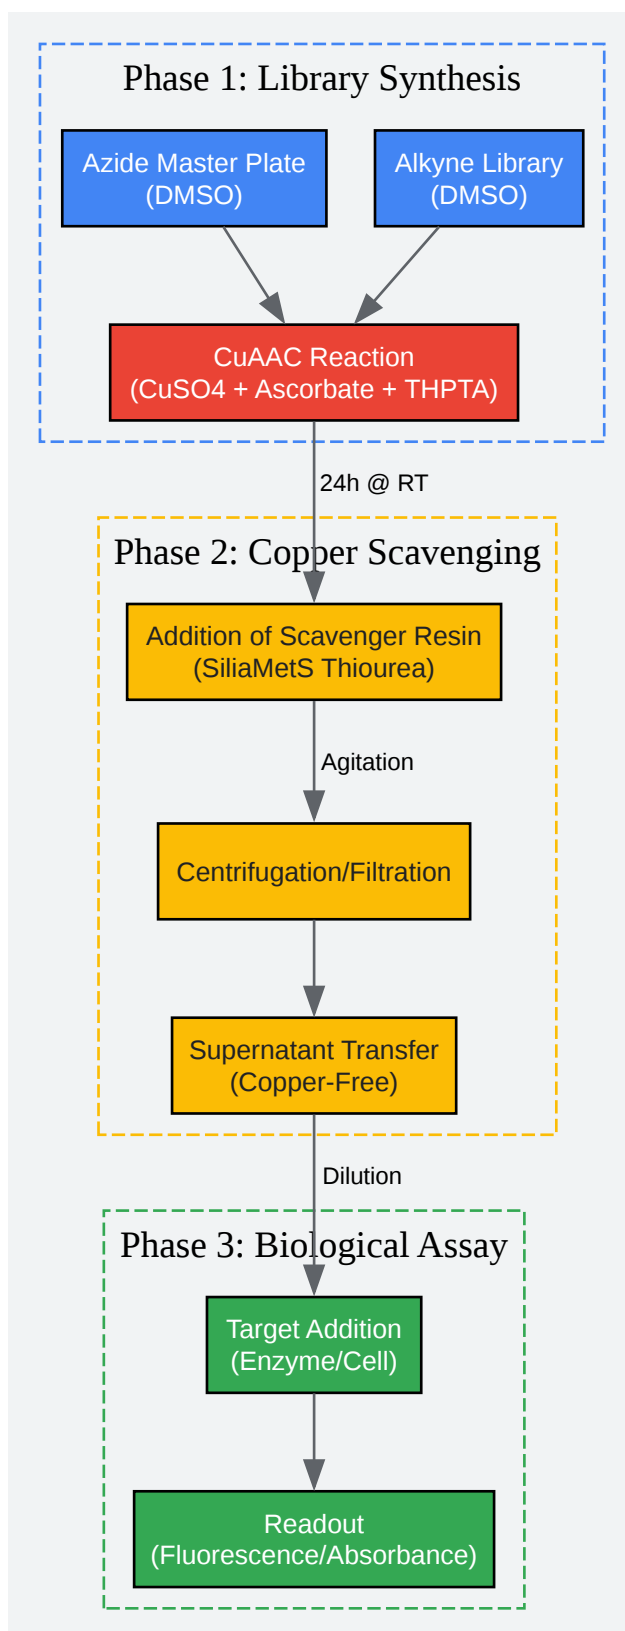 Phase 1: Library Synthesis
Azide Master Plate
(DMSO)
Alkyne Library
(DMSO)
CuAAC Reaction
(CuSO4 + Ascorbate + THPTA)
24h @ RT
Phase 2: Copper Scavenging
Addition of Scavenger Resin
(SiliaMetS Thiourea)
Agitation
Centrifugation/Filtration
Supernatant Transfer
(Copper-Free)
Dilution
Phase 3: Biological Assay
Target Addition
(Enzyme/Cell)
Readout
(Fluorescence/Absorbance)